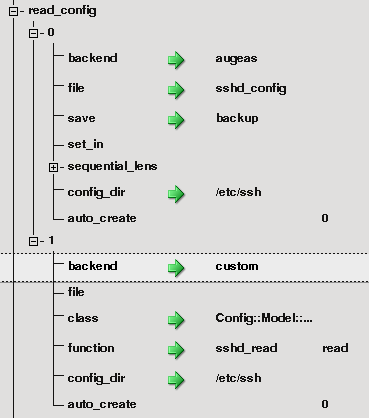 read_config
0
backend augeas
file sshd_config
save backup
set_in
sequential_lens
config_dir /etc/ssh
auto_create 0
1
backend custom
file
class Config::Model::...
function sshd_read read
config_dir /etc/ssh
auto_create 0